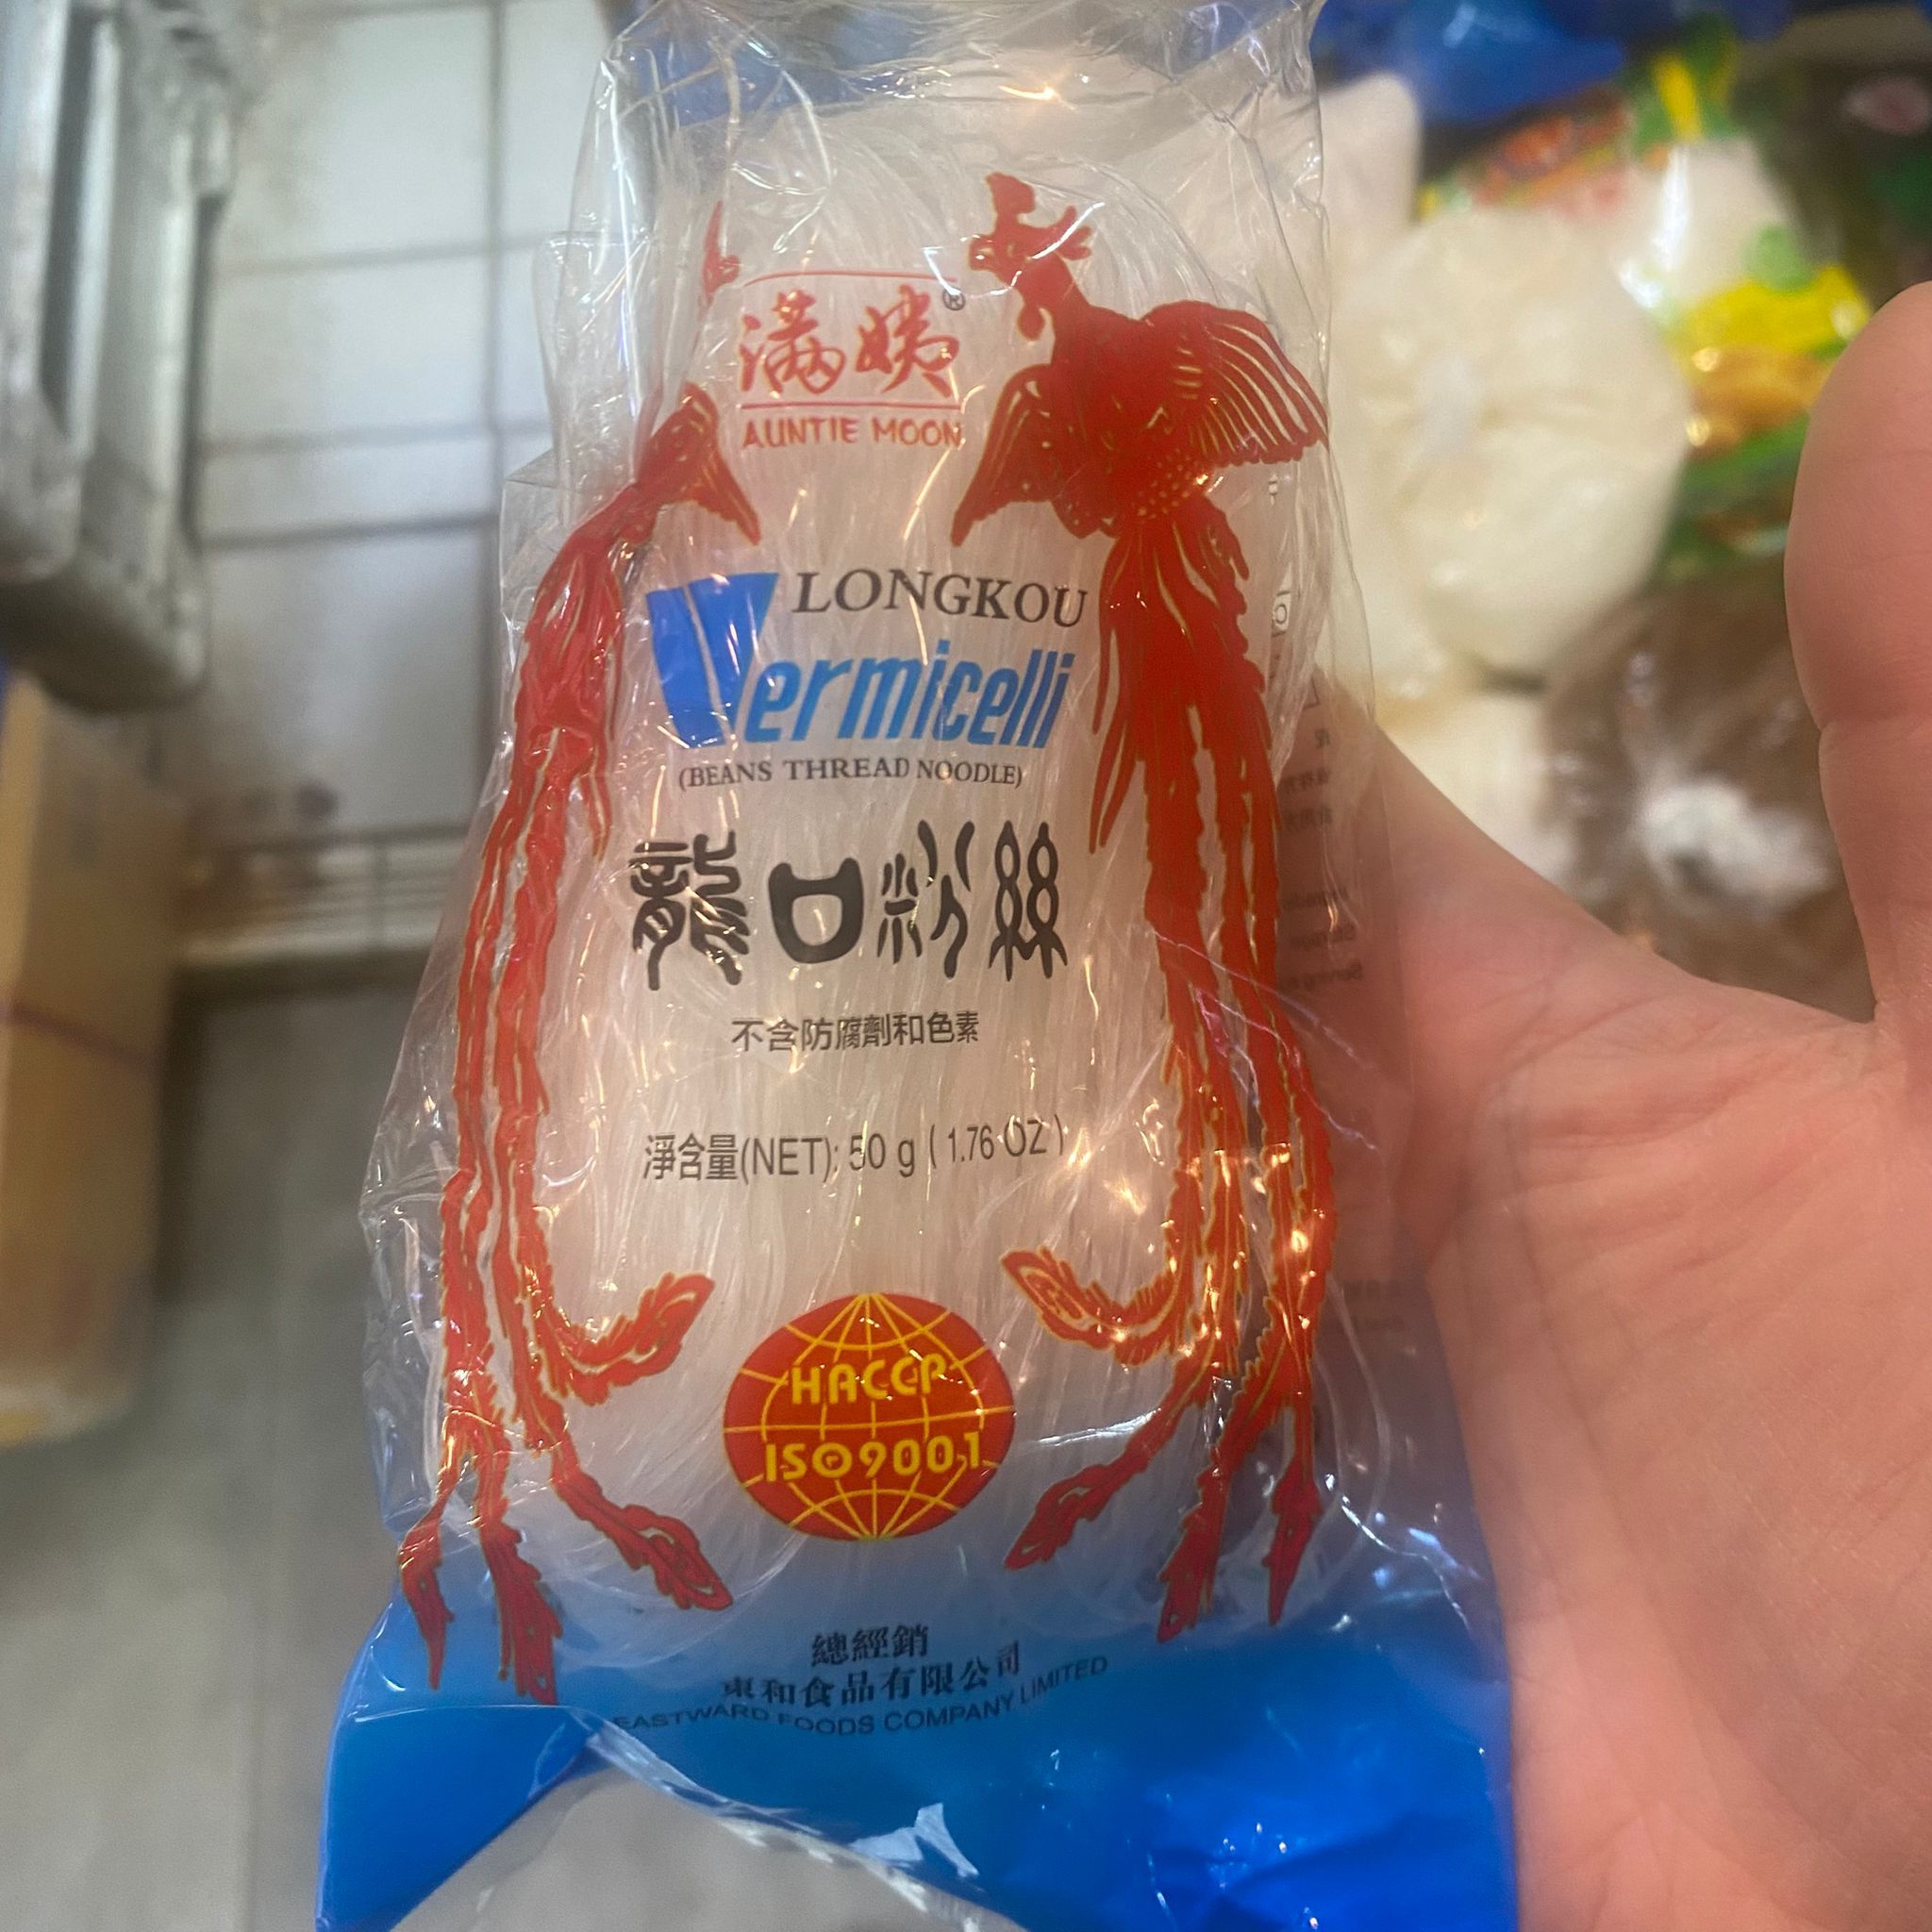 满姨®
AUNTIE MOON
LONGKOU
Vermicelli
(BEANS THREAD NOODLE)
龍口粉絲
不含防腐劑和色素
淨含量(NET): 50 g ( 1.76 OZ )
HACCP
ISO9001
總經銷
東和食品有限公司
EASTWARD FOODS COMPANY LIMITED